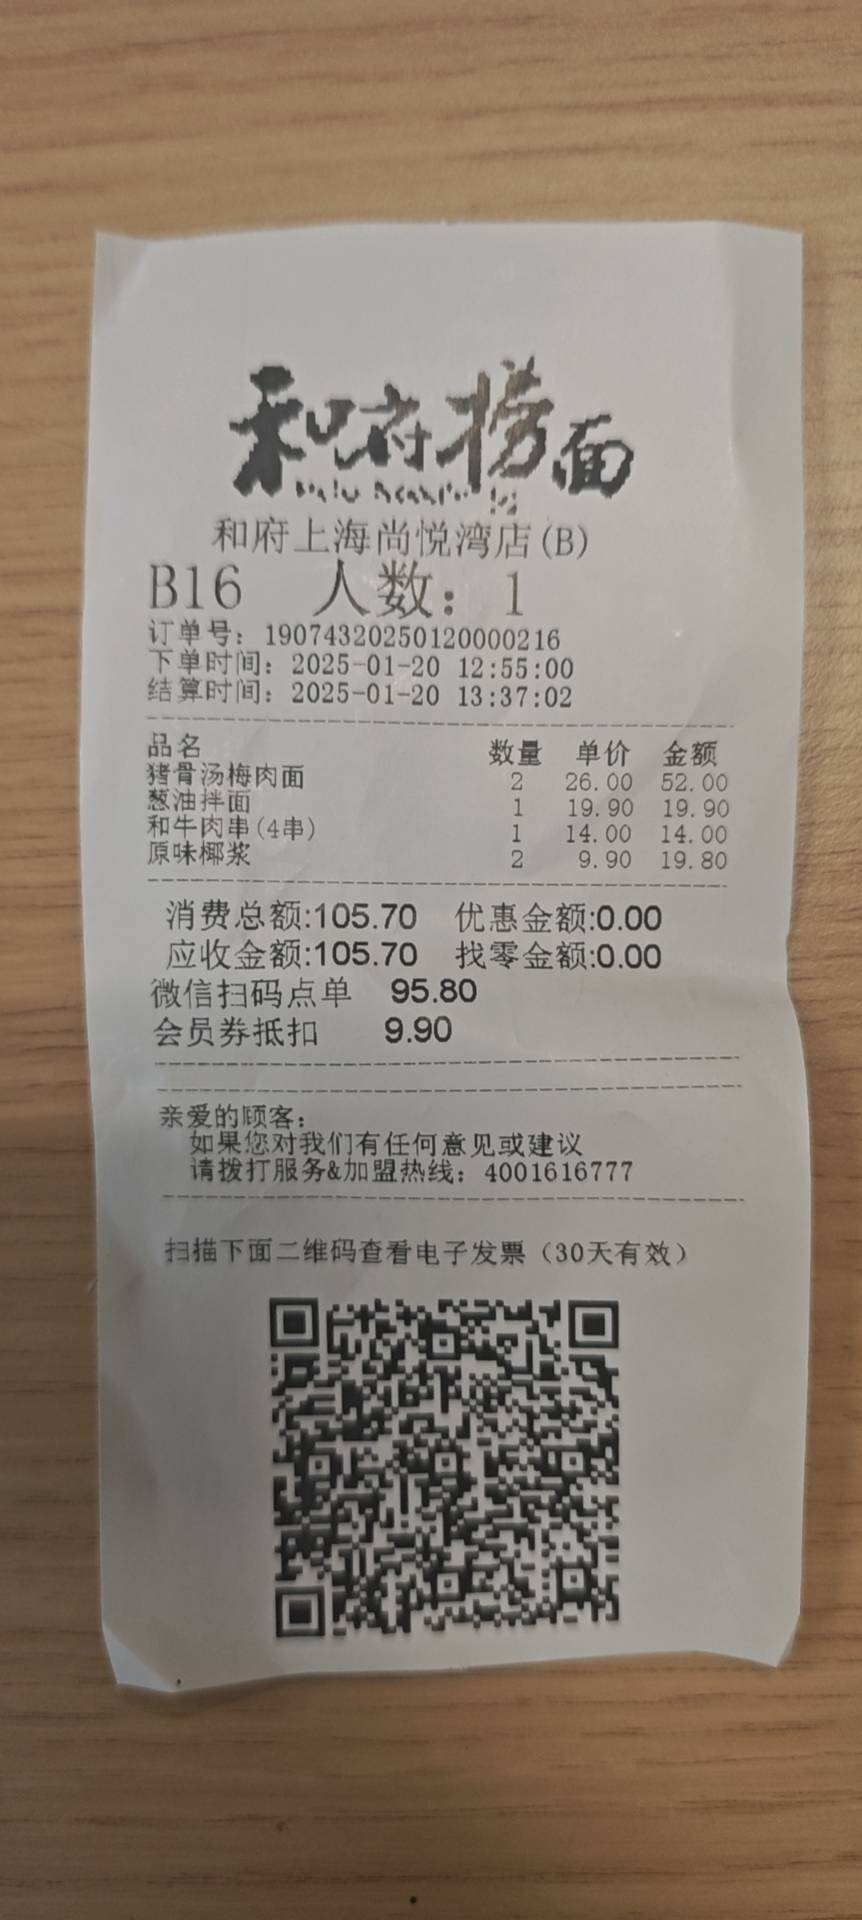 和府捞面
和府上海尚悦湾店(B)
B16 人数：1
订单号：19074320250120000216
下单时间：2025-01-20 12:55:00
结算时间：2025-01-20 13:37:02
品名 数量 单价 金额
猪骨汤梅肉面 2 26.00 52.00
葱油拌面 1 19.90 19.90
和牛肉串(4串) 1 14.00 14.00
原味椰浆 2 9.90 19.80
消费总额:105.70 优惠金额:0.00
应收金额:105.70 找零金额:0.00
微信扫码点单 95.80
会员券抵扣 9.90
亲爱的顾客：
如果您对我们有任何意见或建议
请拨打服务&加盟热线：4001616777
扫描下面二维码查看电子发票（30天有效）